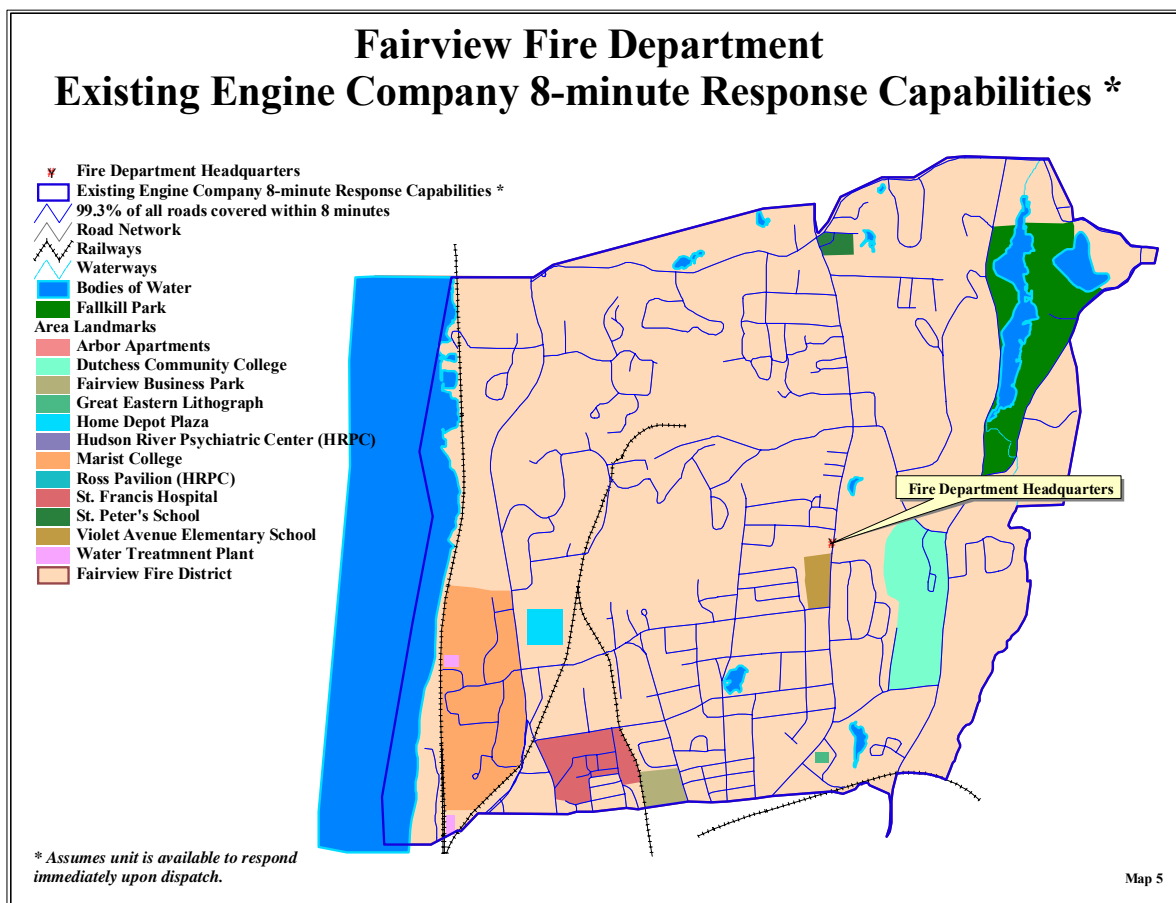 Fairview Fire Department
Existing Engine Company 8-minute Response Capabilities *
Fire Department Headquarters
Existing Engine Company 8-minute Response Capabilities *
99.3% of all roads covered within 8 minutes
Road Network
Railways
Waterways
Bodies of Water
Fallkill Park
Area Landmarks
Arbor Apartments
Dutchess Community College
Fairview Business Park
Great Eastern Lithograph
Home Depot Plaza
Hudson River Psychiatric Center (HRPC)
Marist College
Ross Pavilion (HRPC)
St. Francis Hospital
St. Peter's School
Violet Avenue Elementary School
Water Treatmnent Plant
Fairview Fire District
Fire Department Headquarters
* Assumes unit is available to respond
immediately upon dispatch.
Map 5